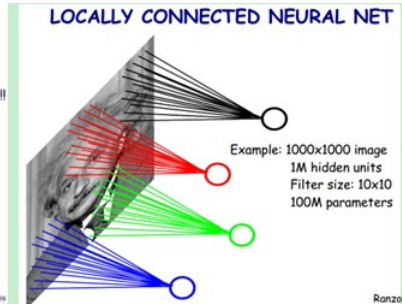 LOCALLY CONNECTED NEURAL NET
!!
Example: 1000x1000 image
1M hidden units
Filter size: 10x10
100M parameters
Ranza